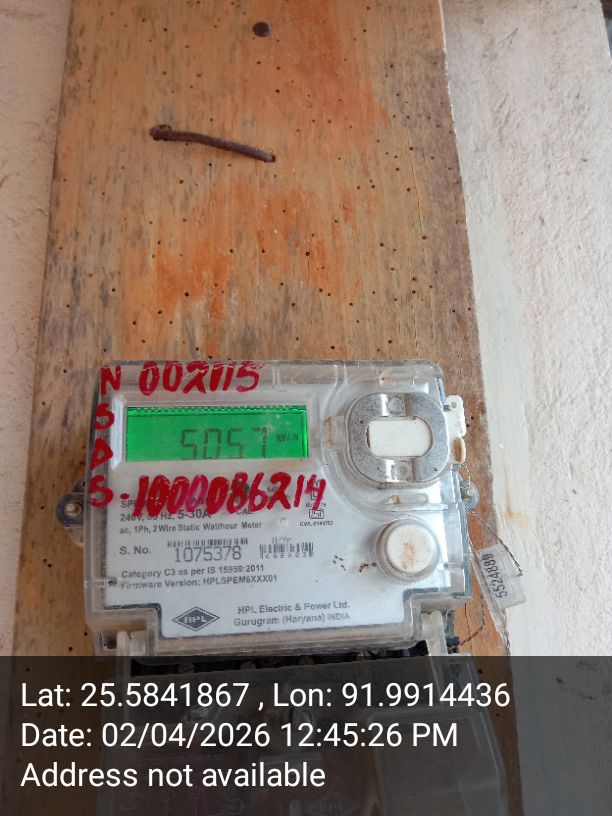 N 002115
S
D
5057 kWh
S-1000086214
240V, 50 Hz, 5-30A
ac, 1Ph, 2 Wire Static Watthour Meter
S. No. 1075378
Category C3 as per IS 15959:2011
Firmware Version: HPLSPEM6XXX01
HPL
HPL Electric & Power Ltd.
Gurugram (Haryana) INDIA
5524889
Lat: 25.5841867 , Lon: 91.9914436
Date: 02/04/2026 12:45:26 PM
Address not available